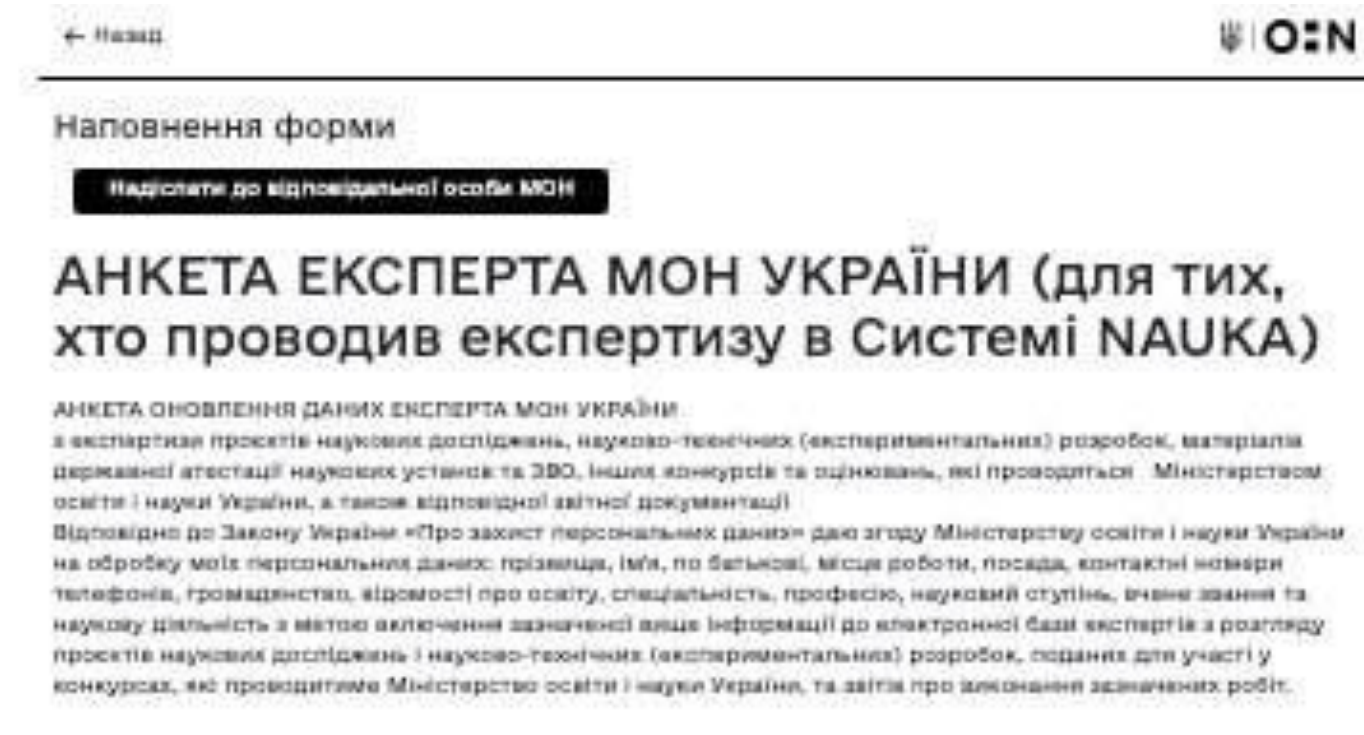 ← Назад
О:N
Наповнення форми
Надіслати до відповідальної особи МОН
АНКЕТА ЕКСПЕРТА МОН УКРАЇНИ (для тих,
хто проводив експертизу в Системі NAUKA)
АНКЕТА ОНОВЛЕННЯ ДАНИХ ЕКСПЕРТА МОН УКРАЇНИ
з експертизи проєктів наукових досліджень, науково-технічних (експериментальних) розробок, матеріалів
державної атестації наукових установ та ЗВО, інших конкурсів та оцінювань, які проводяться Міністерством
освіти і науки України, а також відповідної звітної документації
Відповідно до Закону України «Про захист персональних даних» даю згоду Міністерству освіти і науки України
на обробку моїх персональних даних: прізвище, ім'я, по батькові, місце роботи, посада, контактні номери
телефонів, громадянство, відомості про освіту, спеціальність, професію, науковий ступінь, вчене звання та
наукову діяльність з метою включення зазначеної вище інформації до електронної бази експертів з розгляду
проєктів наукових досліджень і науково-технічних (експериментальних) розробок, поданих для участі у
конкурсах, які проводитиме Міністерство освіти і науки України, та звітів про виконання зазначених робіт.